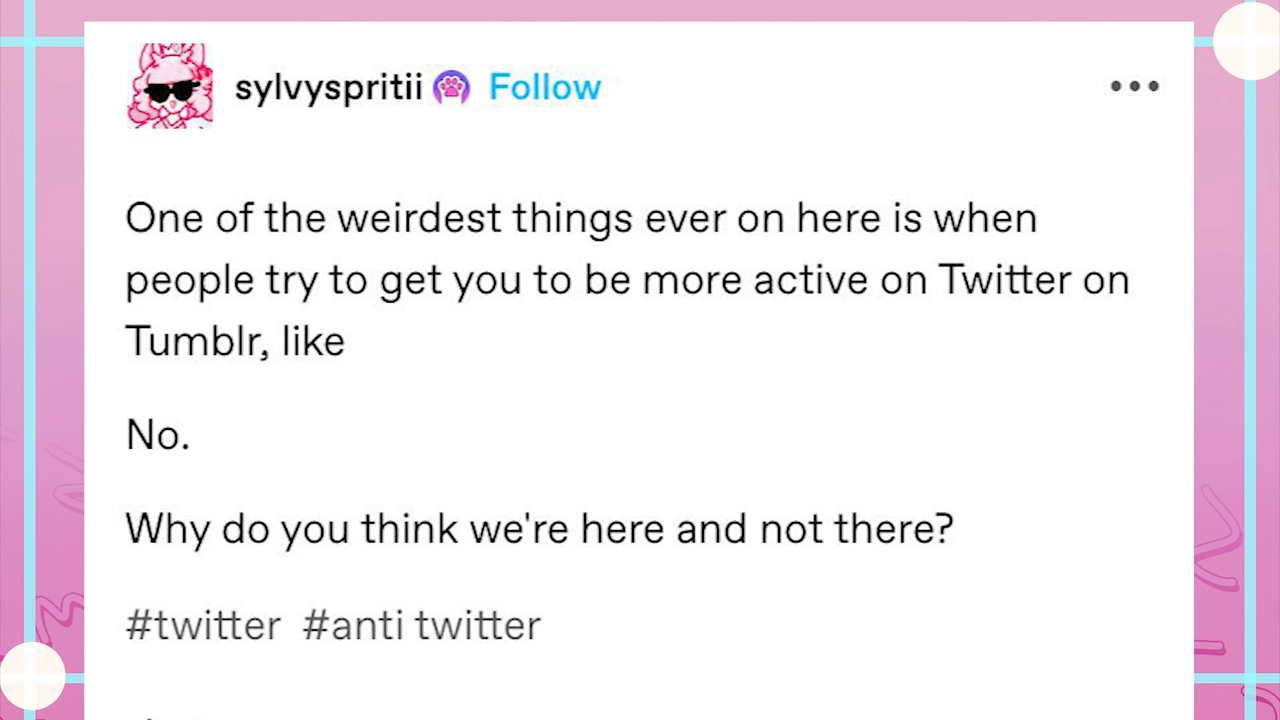 sylvyspritii Follow
One of the weirdest things ever on here is when
people try to get you to be more active on Twitter on
Tumblr, like
No.
Why do you think we're here and not there?
#twitter #anti twitter